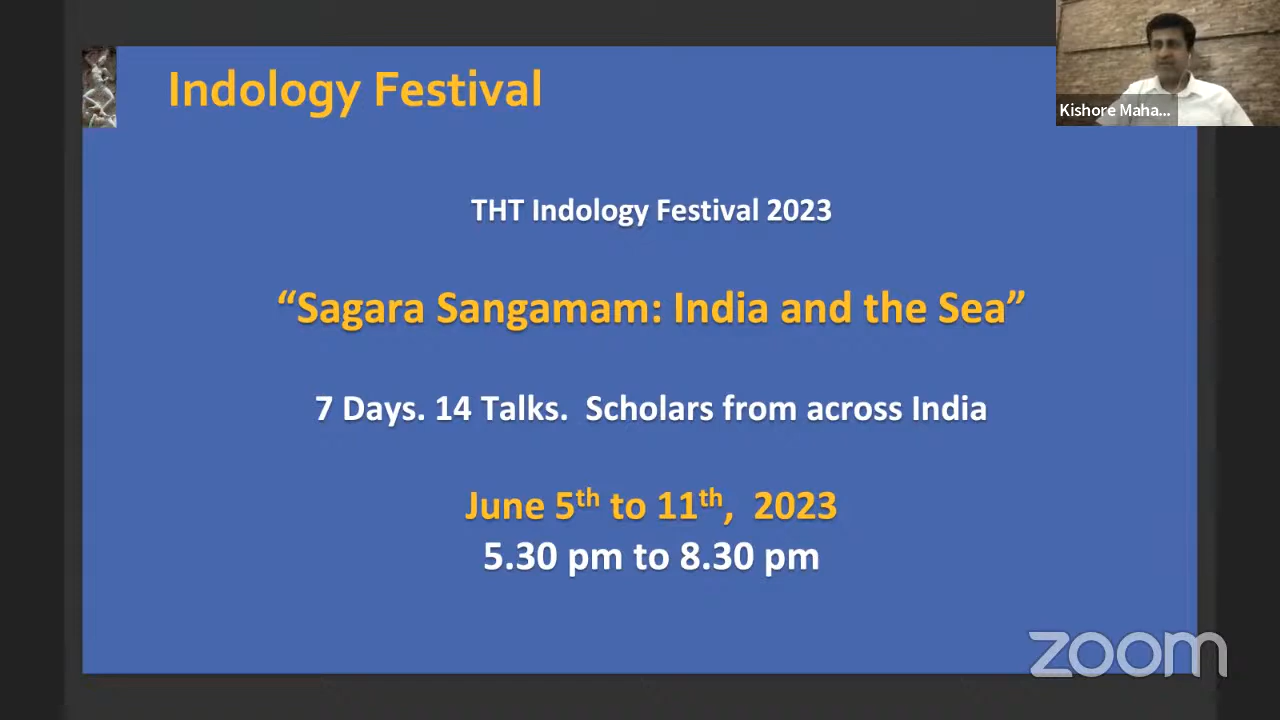 Indology Festival
Kishore Maha...
THT Indology Festival 2023
“Sagara Sangamam: India and the Sea”
7 Days. 14 Talks.  Scholars from across India
June 5th to 11th,  2023
5.30 pm to 8.30 pm
zoom